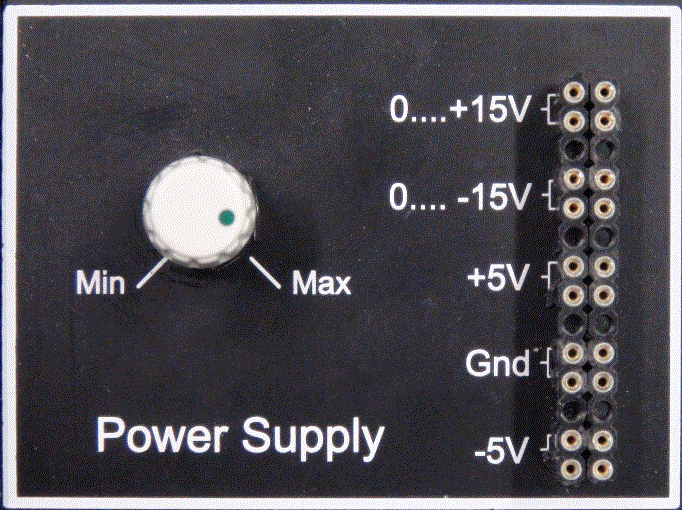 0....+15V
0.... -15V
+5V
Min
Max
Gnd
Power Supply
-5V